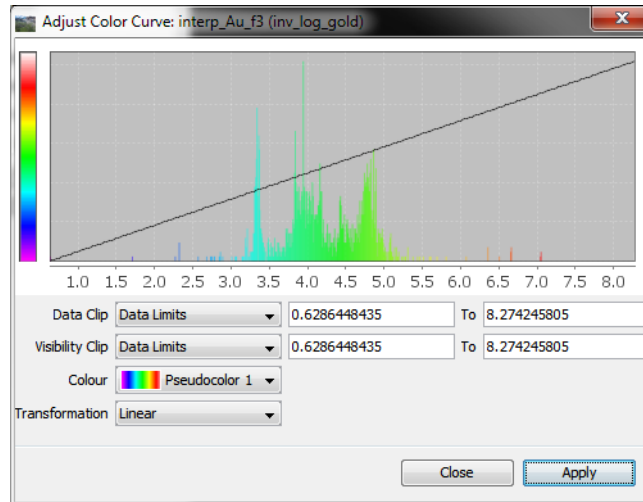 Adjust Color Curve: interp_Au_f3 (inv_log_gold)
1.0 1.5 2.0 2.5 3.0 3.5 4.0 4.5 5.0 5.5 6.0 6.5 7.0 7.5 8.0
Data Clip Data Limits 0.6286448435 To 8.274245805
Visibility Clip Data Limits 0.6286448435 To 8.274245805
Colour Pseudocolor 1
Transformation Linear
Close Apply